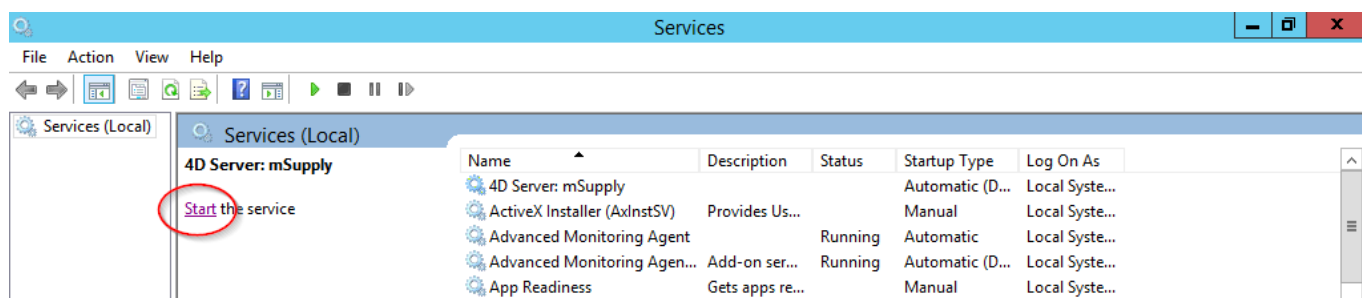 Services
File Action View Help
Services (Local)
Services (Local)
4D Server: mSupply
Start the service
Name Description Status Startup Type Log On As
4D Server: mSupply Automatic (D... Local Syste...
ActiveX Installer (AxInstSV) Provides Us... Manual Local Syste...
Advanced Monitoring Agent Running Automatic Local Syste...
Advanced Monitoring Agen... Add-on ser... Running Automatic (D... Local Syste...
App Readiness Gets apps re... Manual Local Syste...